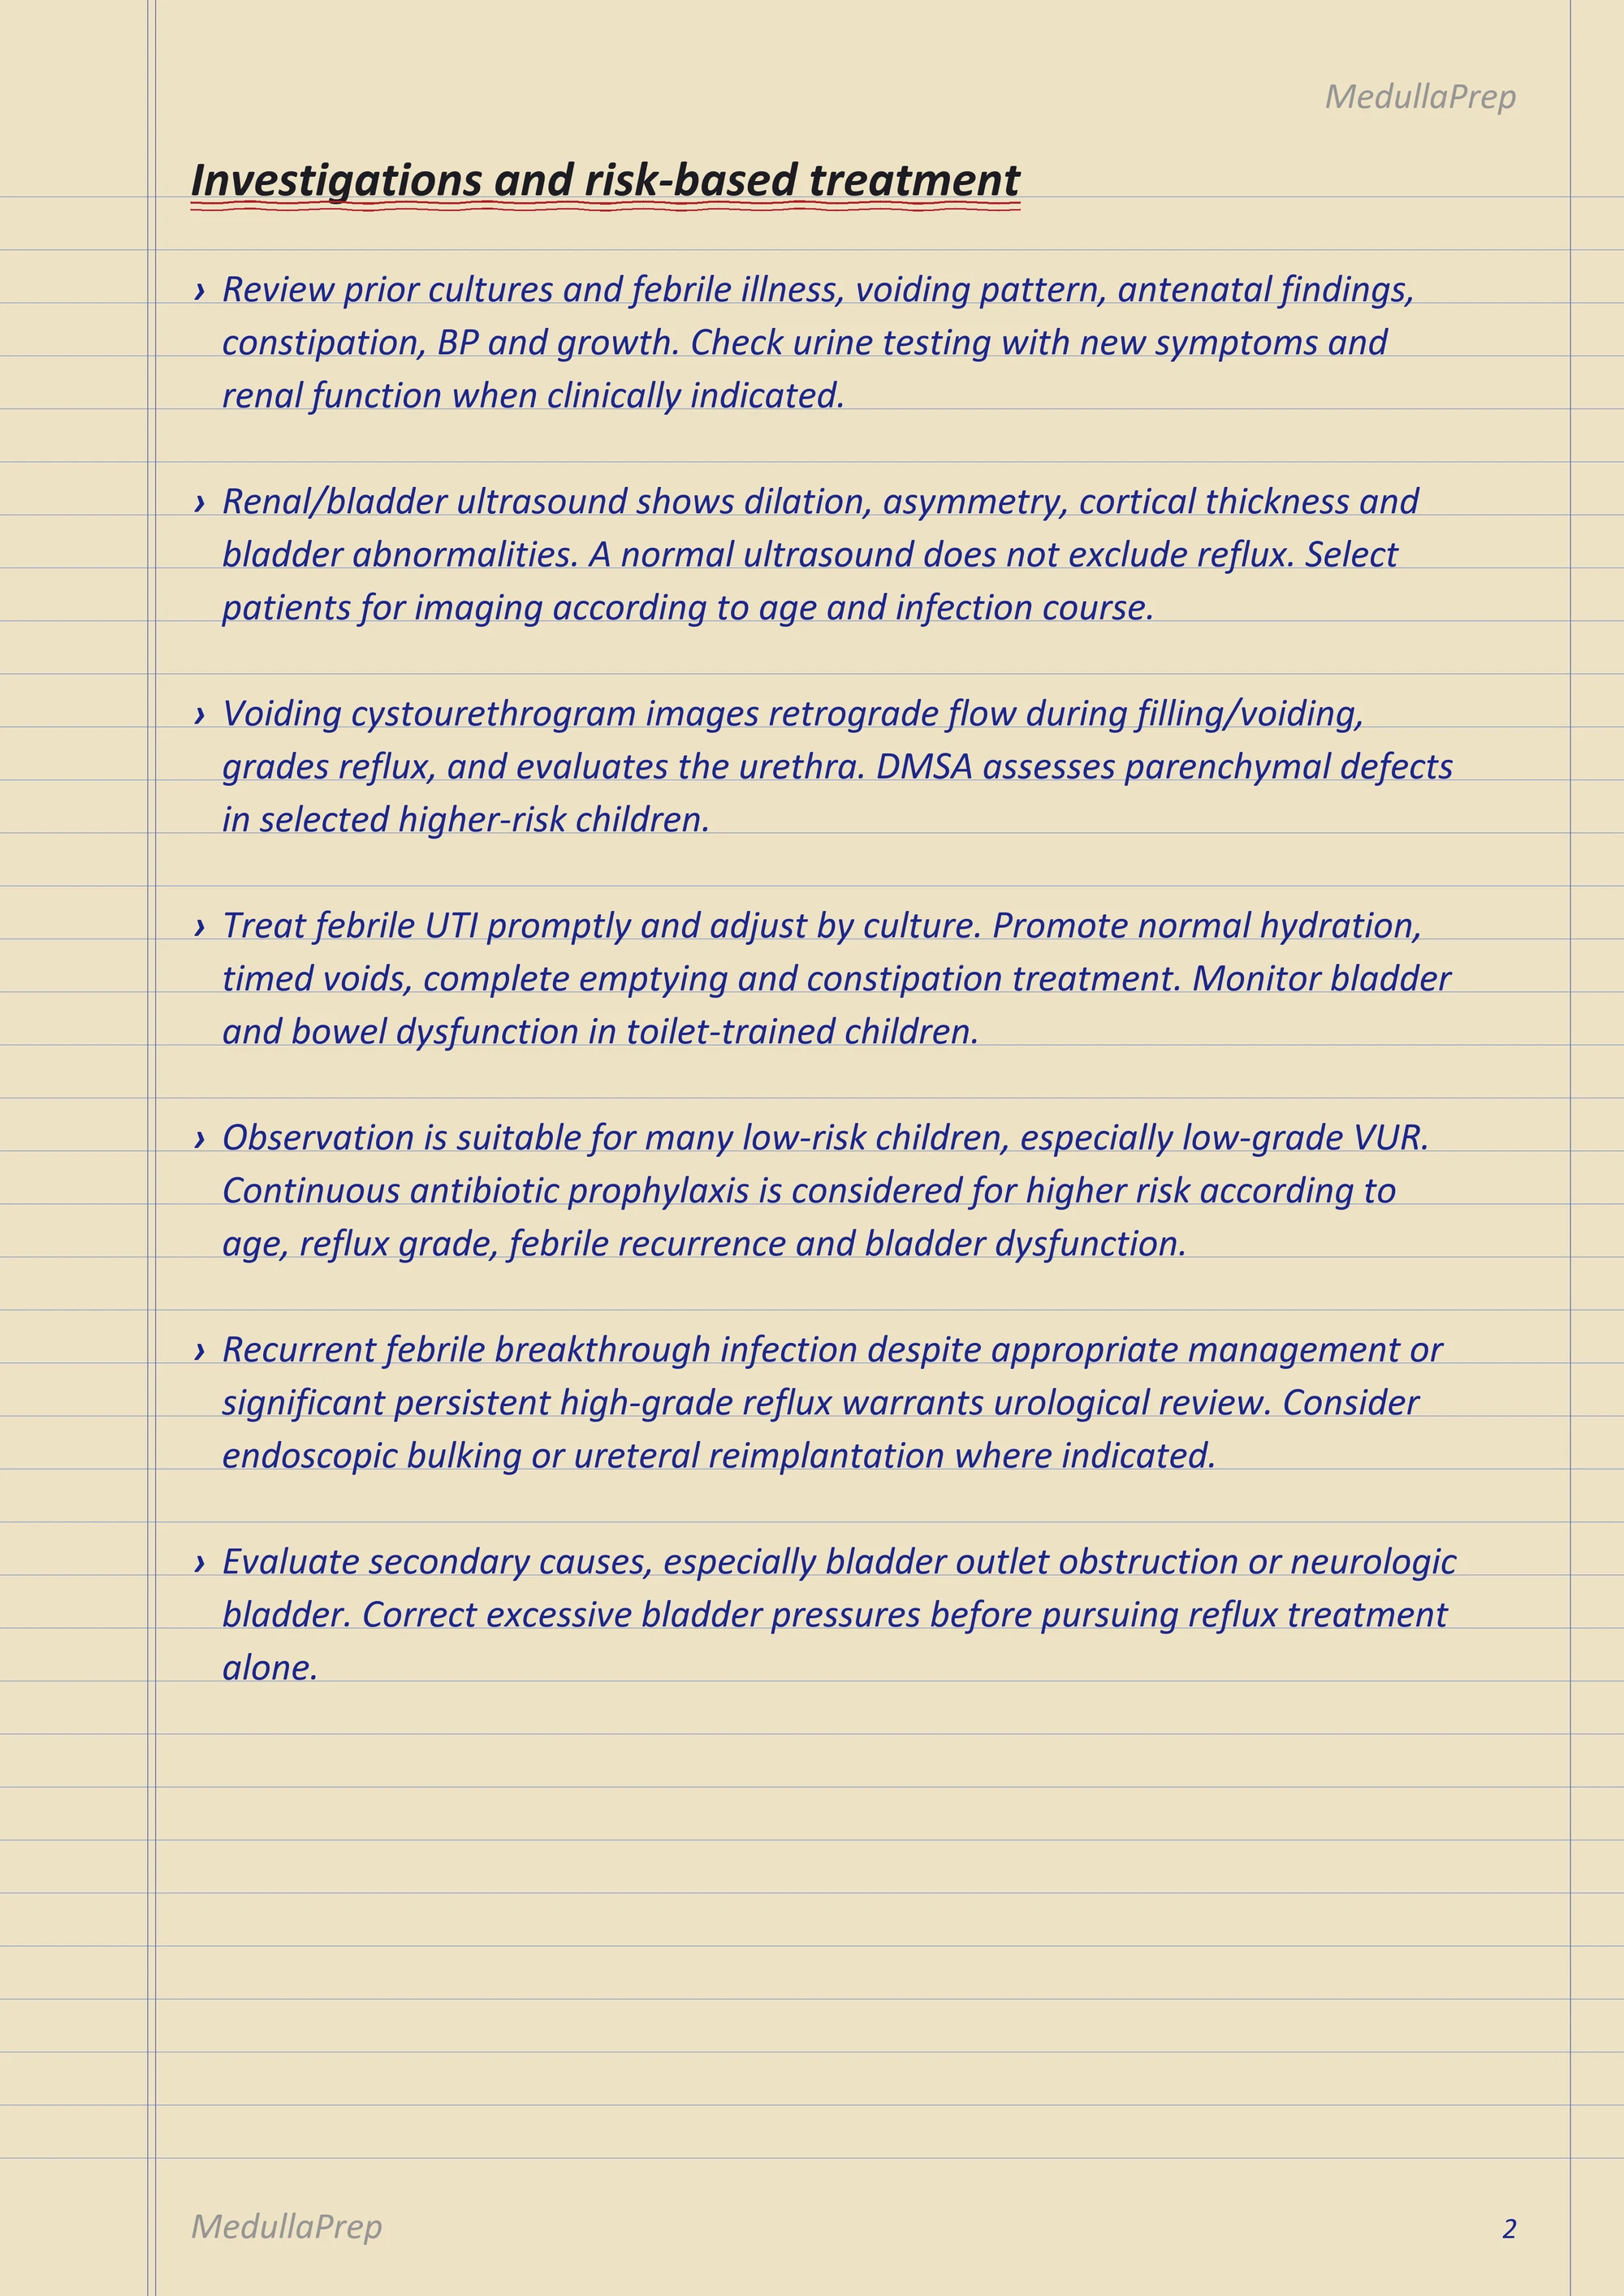 MedullaPrep
Investigations and risk-based treatment
› Review prior cultures and febrile illness, voiding pattern, antenatal findings,
constipation, BP and growth. Check urine testing with new symptoms and
renal function when clinically indicated.
› Renal/bladder ultrasound shows dilation, asymmetry, cortical thickness and
bladder abnormalities. A normal ultrasound does not exclude reflux. Select
patients for imaging according to age and infection course.
› Voiding cystourethrogram images retrograde flow during filling/voiding,
grades reflux, and evaluates the urethra. DMSA assesses parenchymal defects
in selected higher-risk children.
› Treat febrile UTI promptly and adjust by culture. Promote normal hydration,
timed voids, complete emptying and constipation treatment. Monitor bladder
and bowel dysfunction in toilet-trained children.
› Observation is suitable for many low-risk children, especially low-grade VUR.
Continuous antibiotic prophylaxis is considered for higher risk according to
age, reflux grade, febrile recurrence and bladder dysfunction.
› Recurrent febrile breakthrough infection despite appropriate management or
significant persistent high-grade reflux warrants urological review. Consider
endoscopic bulking or ureteral reimplantation where indicated.
› Evaluate secondary causes, especially bladder outlet obstruction or neurologic
bladder. Correct excessive bladder pressures before pursuing reflux treatment
alone.
MedullaPrep
2